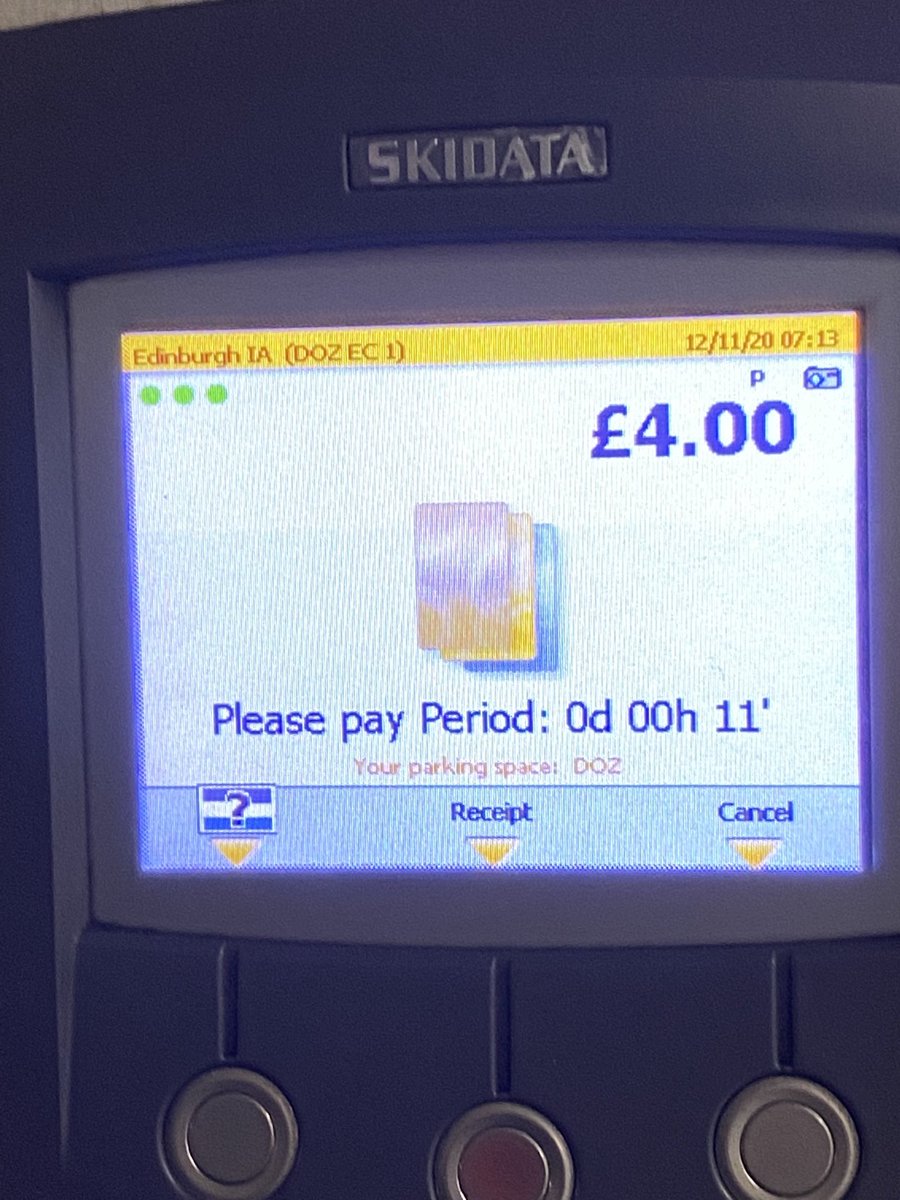 SKIDATA
Edinburgh IA (DOZ EC 1) 12/11/20 07:13
P
£4.00
Please pay Period: 0d 00h 11'
Your parking space: DOZ
? Receipt Cancel